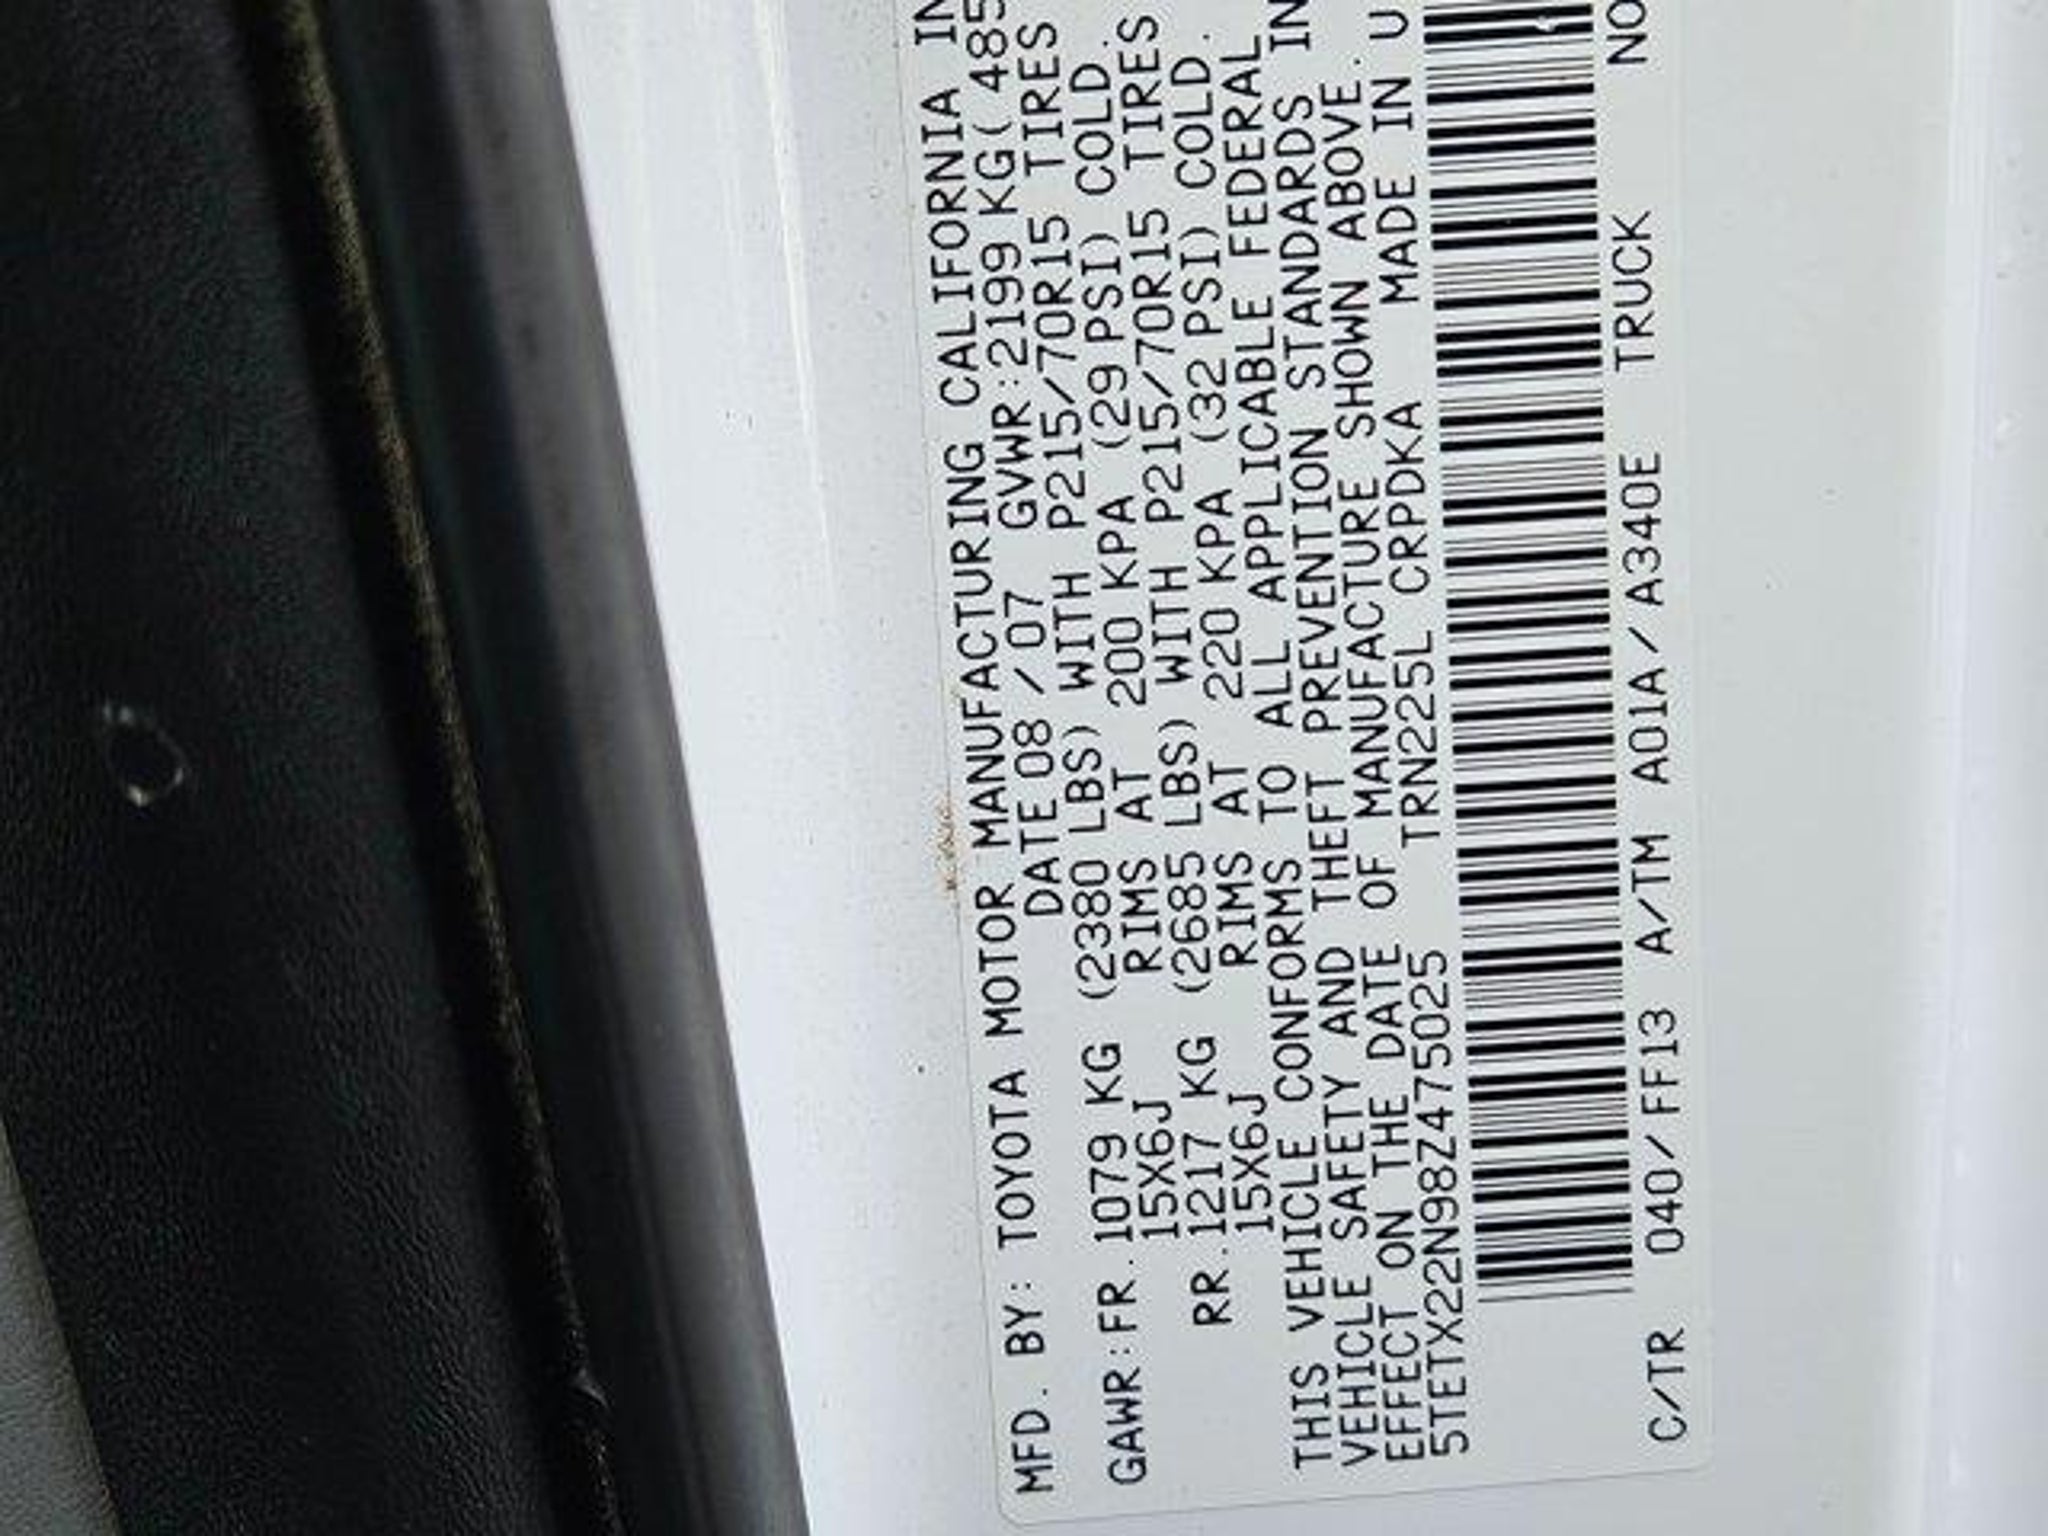 MFD. BY: TOYOTA MOTOR MANUFACTURING CALIFORNIA IN
DATE 08/07 GVWR:2199 KG( 485
GAWR:FR. 1079 KG (2380 LBS) WITH P215/70R15 TIRES
15X6J RIMS AT 200 KPA (29 PSI) COLD.
RR. 1217 KG (2685 LBS) WITH P215/70R15 TIRES
15X6J RIMS AT 220 KPA (32 PSI) COLD.
THIS VEHICLE CONFORMS TO ALL APPLICABLE FEDERAL
VEHICLE SAFETY AND THEFT PREVENTION STANDARDS IN
EFFECT ON THE DATE OF MANUFACTURE SHOWN ABOVE.
5TETX22N98Z475025 TRN225L CRPDKA MADE IN U
C/TR 040/FF13 A/TM A01A/A340E TRUCK NO